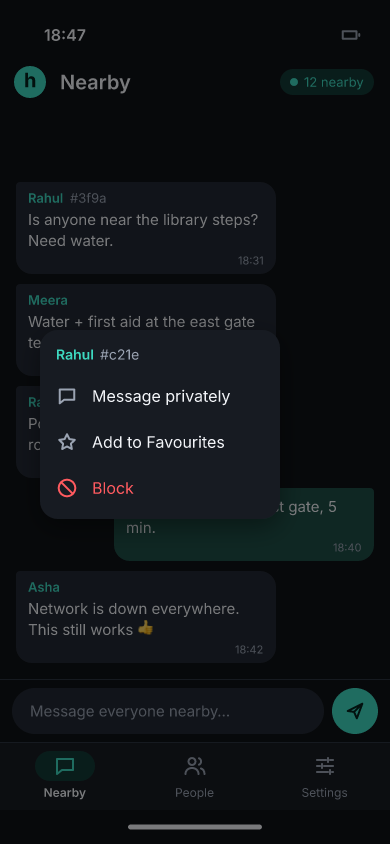 18:47
h Nearby
12 nearby
Rahul #3f9a
Is anyone near the library steps?
Need water.
18:31
Meera
Water + first aid at the east gate
Rahul #c21e
Message privately
Add to Favourites
Block
gate, 5
min.
18:40
Asha
Network is down everywhere.
This still works 👍
18:42
Message everyone nearby...
Nearby
People
Settings